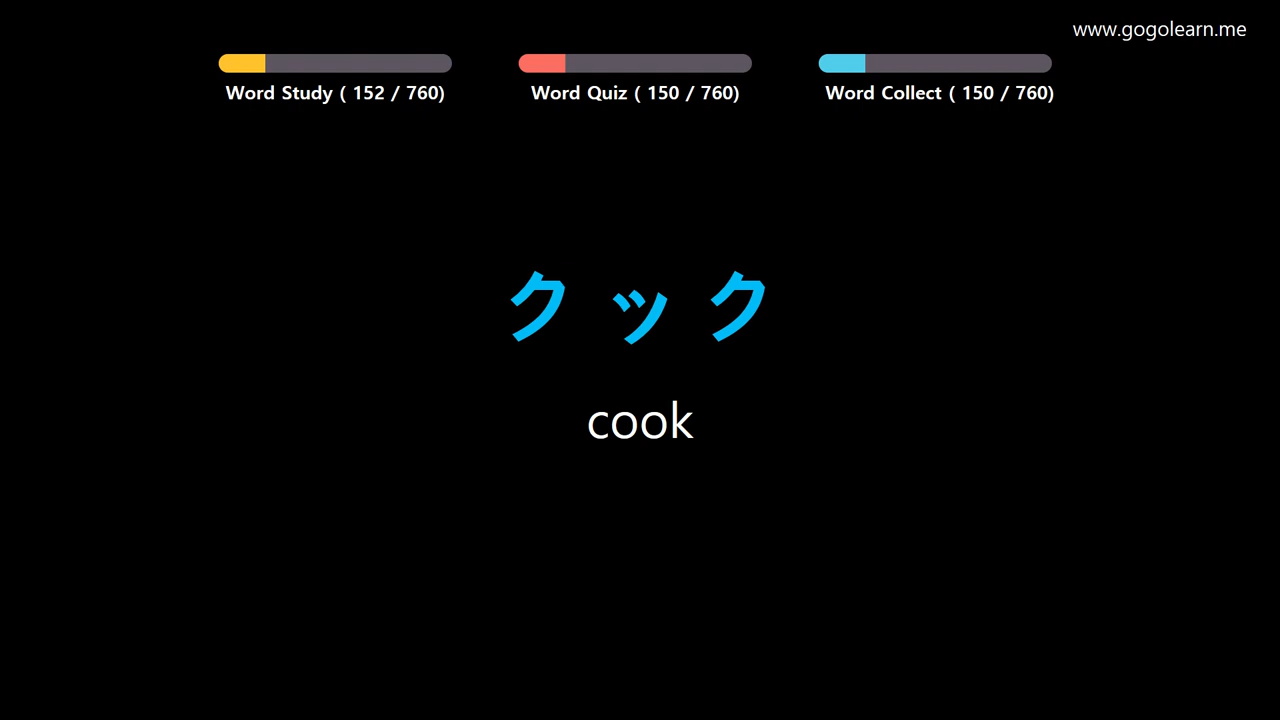 www.gogolearn.me
Word Study ( 152 / 760)
Word Quiz ( 150 / 760)
Word Collect ( 150 / 760)
クック
cook